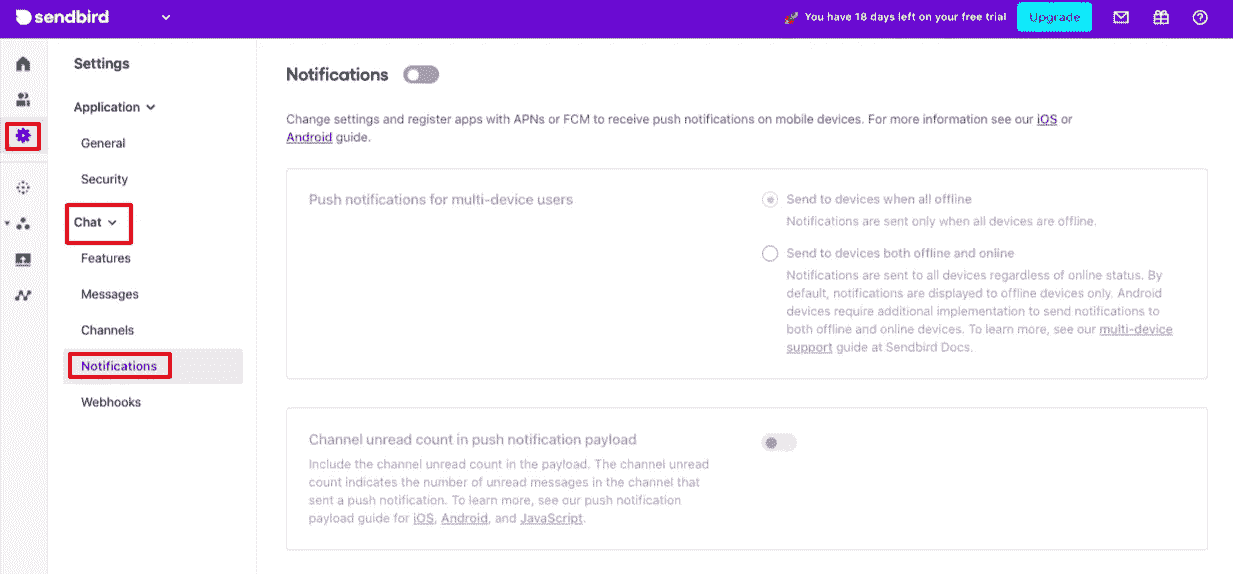 sendbird
You have 18 days left on your free trial
Upgrade
Settings
Application
General
Security
Chat
Features
Messages
Channels
Notifications
Webhooks
Notifications
Change settings and register apps with APNs or FCM to receive push notifications on mobile devices. For more information see our iOS or
Android guide.
Push notifications for multi-device users
Send to devices when all offline
Notifications are sent only when all devices are offline.
Send to devices both offline and online
Notifications are sent to all devices regardless of online status. By
default, notifications are displayed to offline devices only. Android
devices require additional implementation to send notifications to
both offline and online devices. To learn more, see our multi-device
support guide at Sendbird Docs.
Channel unread count in push notification payload
Include the channel unread count in the payload. The channel unread
count indicates the number of unread messages in the channel that
sent a push notification. To learn more, see our push notification
payload guide for iOS, Android, and JavaScript.